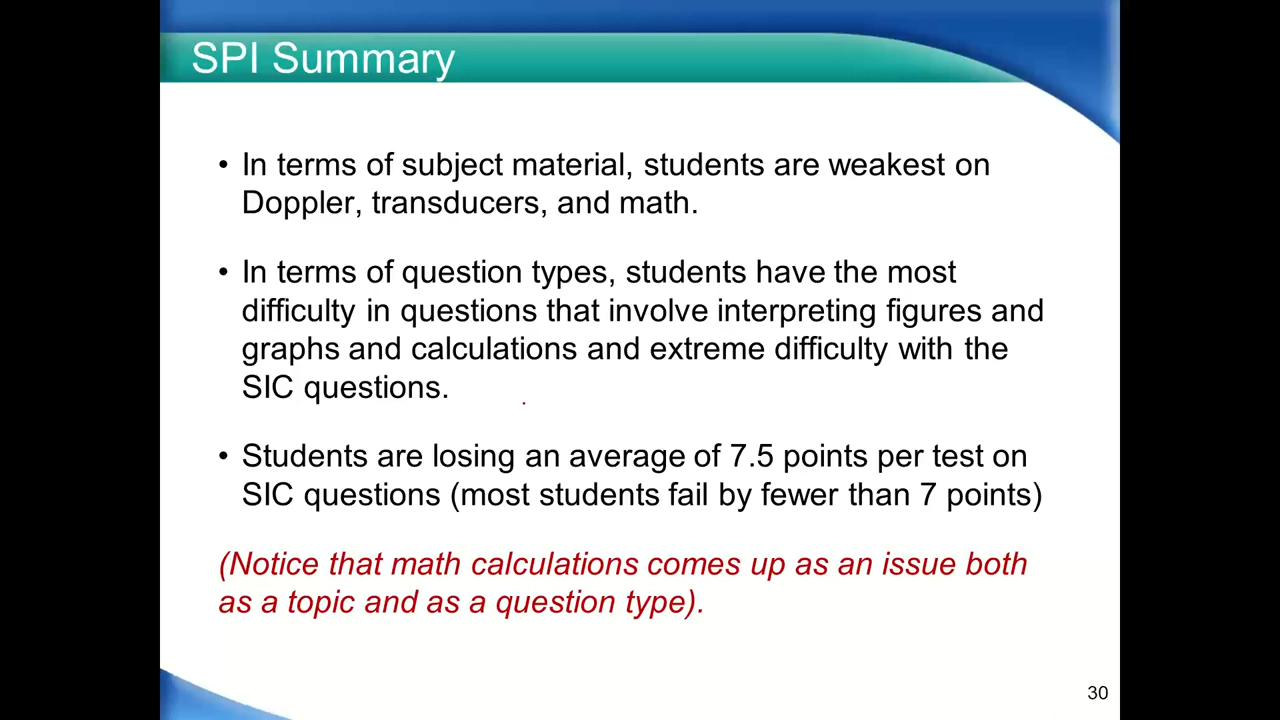 SPI Summary
• In terms of subject material, students are weakest on
Doppler, transducers, and math.
• In terms of question types, students have the most
difficulty in questions that involve interpreting figures and
graphs and calculations and extreme difficulty with the
SIC questions.
• Students are losing an average of 7.5 points per test on
SIC questions (most students fail by fewer than 7 points)
(Notice that math calculations comes up as an issue both
as a topic and as a question type).
30